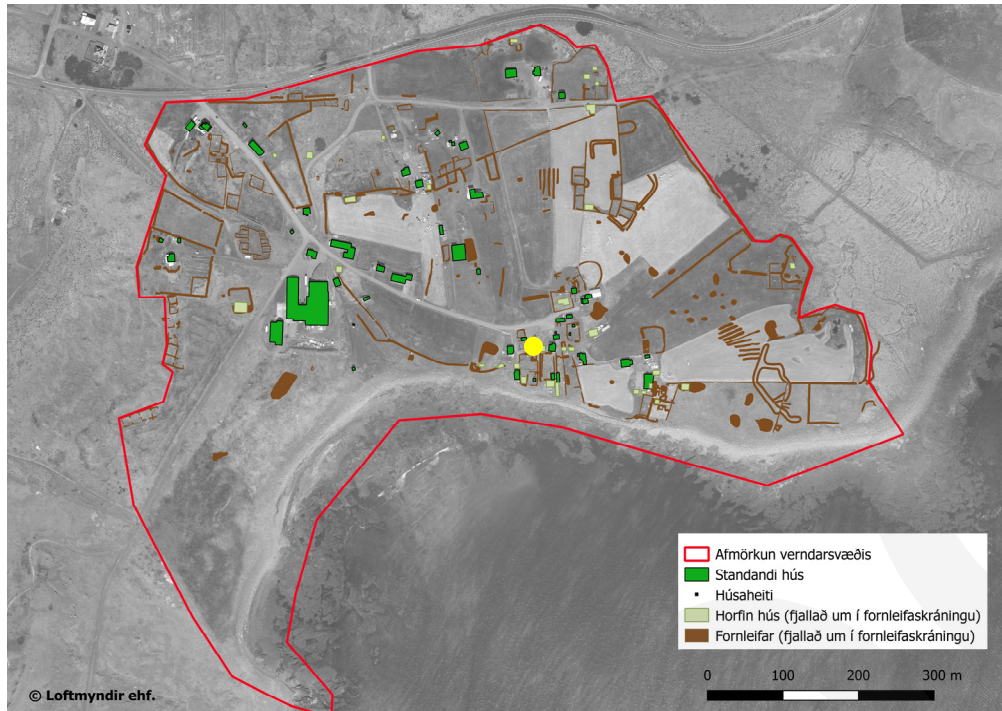 Afmörkun verndarsvæðis
Standandi hús
Húsaheiti
Horfin hús (fjallað um í fornleifaskráningu)
Fornleifar (fjallað um í fornleifaskráningu)
0 100 200 300 m
© Loftmyndir ehf.